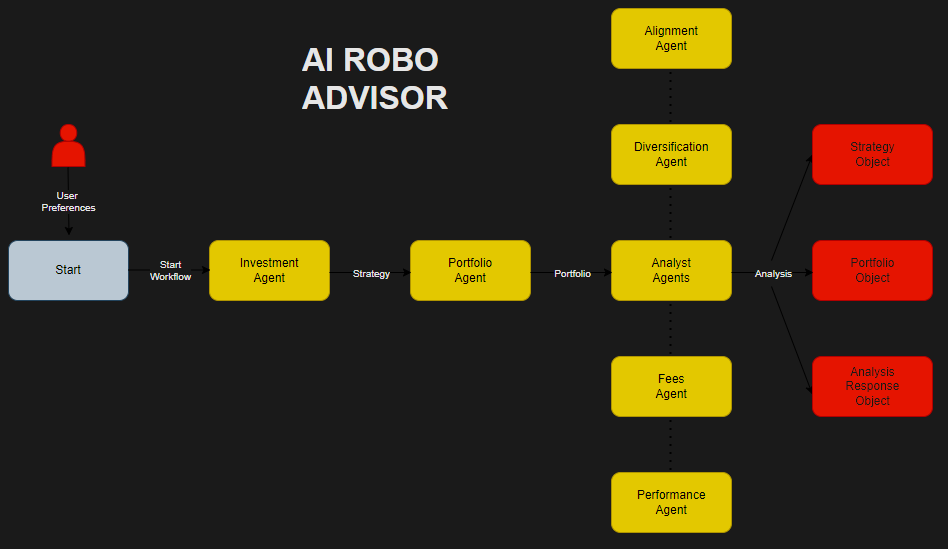 AI ROBO
ADVISOR
Alignment
Agent
Diversification
Agent
Strategy
Object
User
Preferences
Start
Start
Workflow
Investment
Agent
Strategy
Portfolio
Agent
Portfolio
Analyst
Agents
Analysis
Portfolio
Object
Fees
Agent
Analysis
Response
Object
Performance
Agent